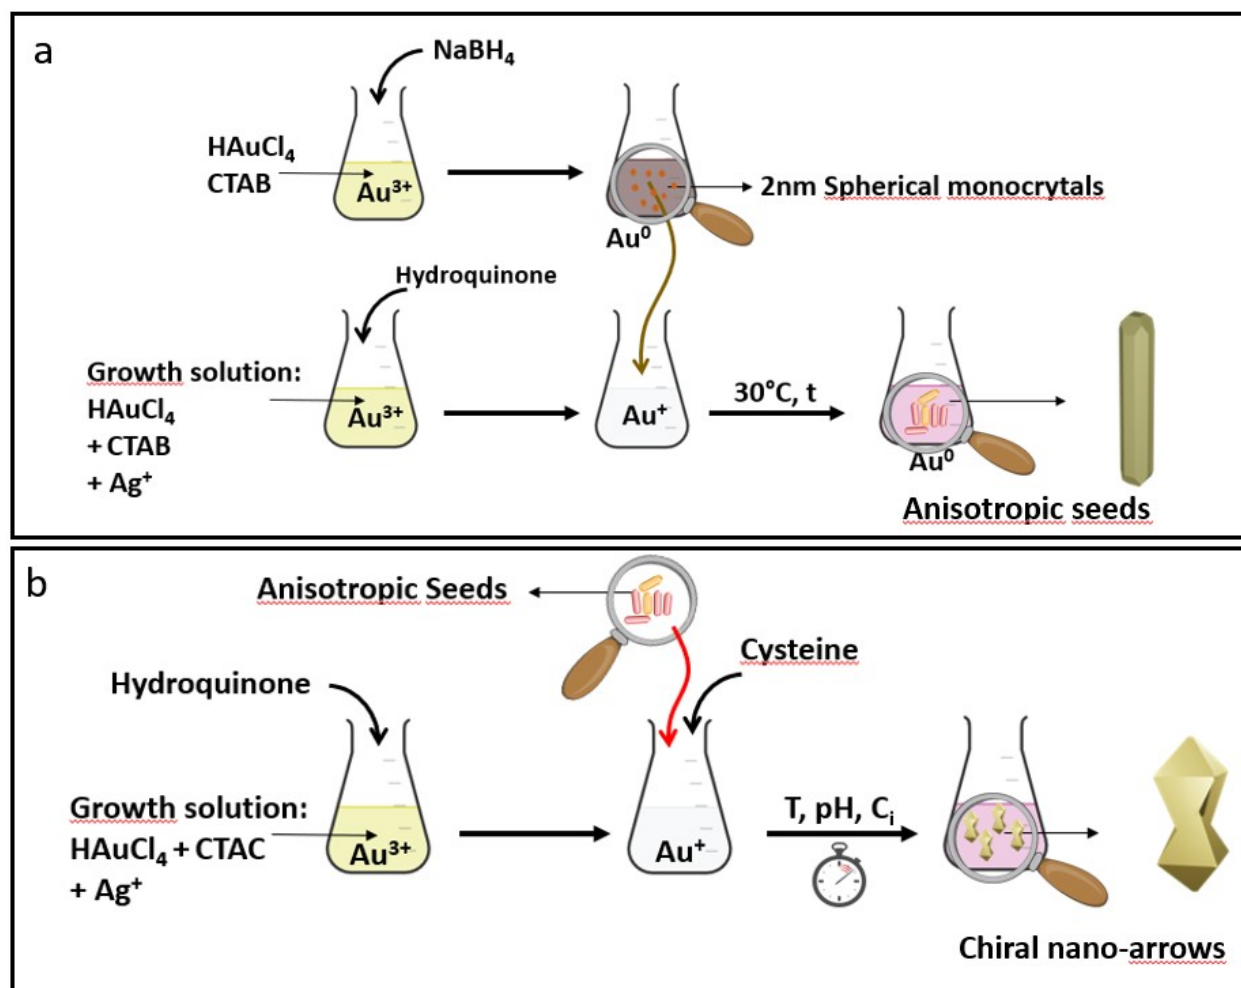 a
NaBH₄
HAuCl₄
CTAB
Au³⁺
2nm Spherical monocrytals
Au⁰
Hydroquinone
Growth solution:
HAuCl₄
+ CTAB
+ Ag⁺
Au³⁺
Au⁺
30°C, t
Au⁰
Anisotropic seeds
b
Anisotropic Seeds
Cysteine
Hydroquinone
Growth solution:
HAuCl₄ + CTAC
+ Ag⁺
Au³⁺
Au⁺
T, pH, Cᵢ
Chiral nano-arrows